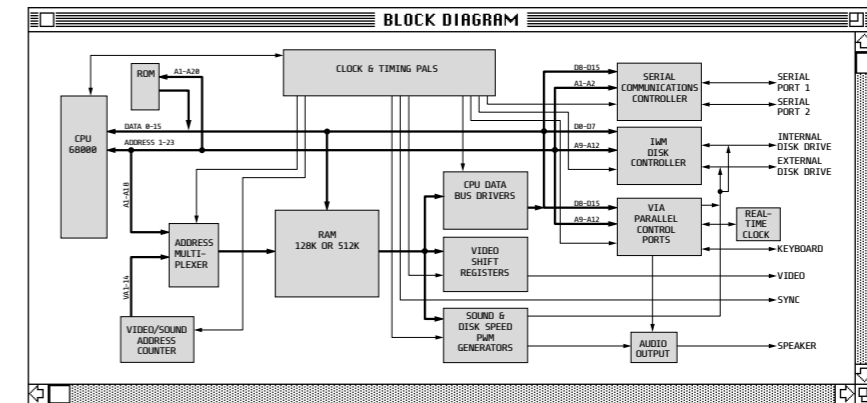 BLOCK DIAGRAM
CLOCK & TIMING PALS
ROM
A1-A20
CPU
68000
DATA 0-15
ADDRESS 1-23
A1-A18
ADDRESS
MULTI-
PLEXER
VA1-14
VIDEO/SOUND
ADDRESS
COUNTER
RAM
128K OR 512K
CPU DATA
BUS DRIVERS
VIDEO
SHIFT
REGISTERS
SOUND &
DISK SPEED
PWM
GENERATORS
D8-D15
A1-A2
SERIAL
COMMUNICATIONS
CONTROLLER
SERIAL
PORT 1
SERIAL
PORT 2
D0-D7
A9-A12
IWM
DISK
CONTROLLER
INTERNAL
DISK DRIVE
EXTERNAL
DISK DRIVE
D8-D15
A9-A12
VIA
PARALLEL
CONTROL
PORTS
REAL-
TIME
CLOCK
KEYBOARD
VIDEO
SYNC
AUDIO
OUTPUT
SPEAKER